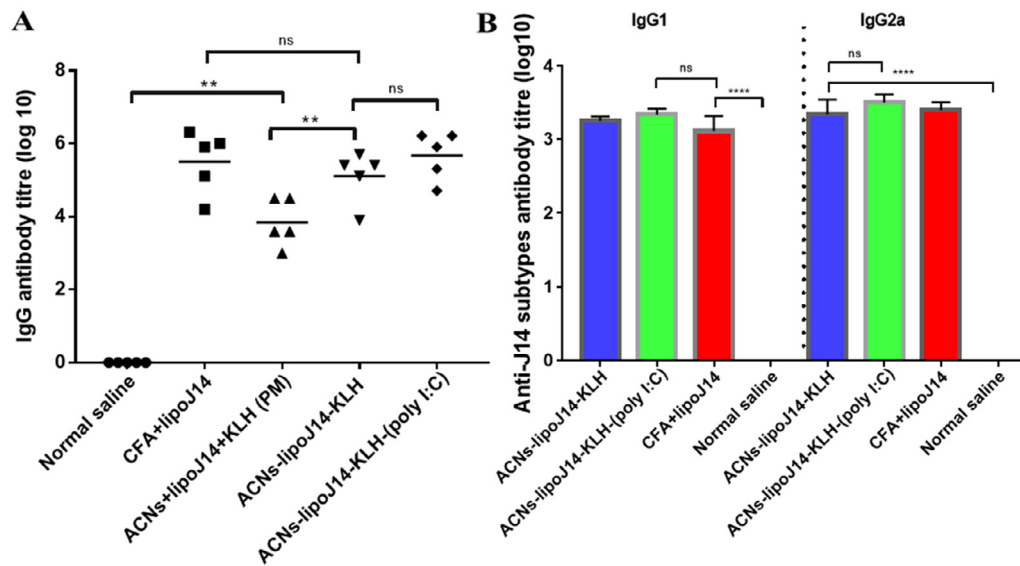 A
IgG antibody titre (log 10)
8
6
4
2
0
ns
**
ns
**
Normal saline
CFA+lipoJ14
ACNs+lipoJ14+KLH (PM)
ACNs-lipoJ14-KLH
ACNs-lipoJ14-KLH-(poly I:C)
B
IgG1
IgG2a
Anti-J14 subtypes antibody titre (log10)
4
3
2
1
0
ns
****
ns
****
ACNs-lipoJ14-KLH
ACNs-lipoJ14-KLH-(poly I:C)
CFA+lipoJ14
Normal saline
ACNs-lipoJ14-KLH
ACNs-lipoJ14-KLH-(poly I:C)
CFA+lipoJ14
Normal saline